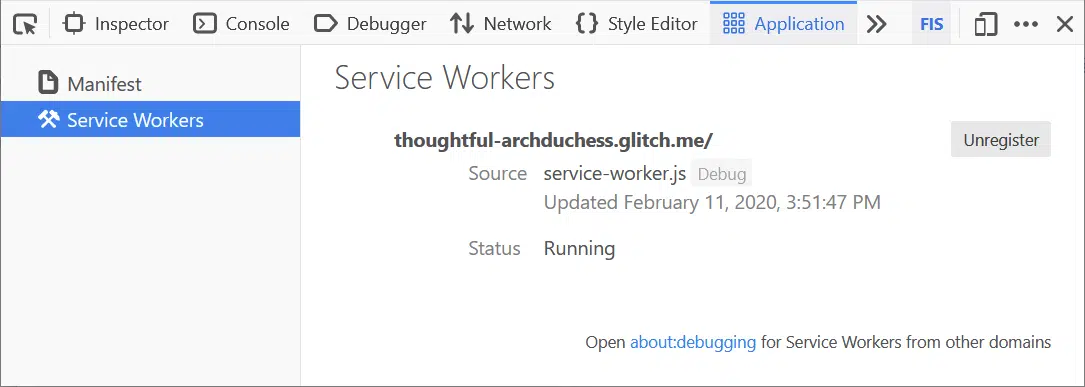 Inspector Console Debugger Network Style Editor Application FIS
Manifest
Service Workers
Service Workers
thoughtful-archduchess.glitch.me/ Unregister
Source service-worker.js Debug
Updated February 11, 2020, 3:51:47 PM
Status Running
Open about:debugging for Service Workers from other domains